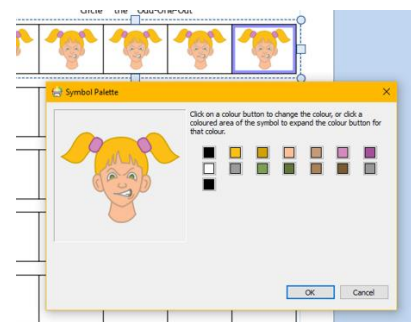 circle the odd-one-out
Symbol Palette
Click on a colour button to change the colour, or click a
coloured area of the symbol to expand the colour button for
that colour.
OK Cancel